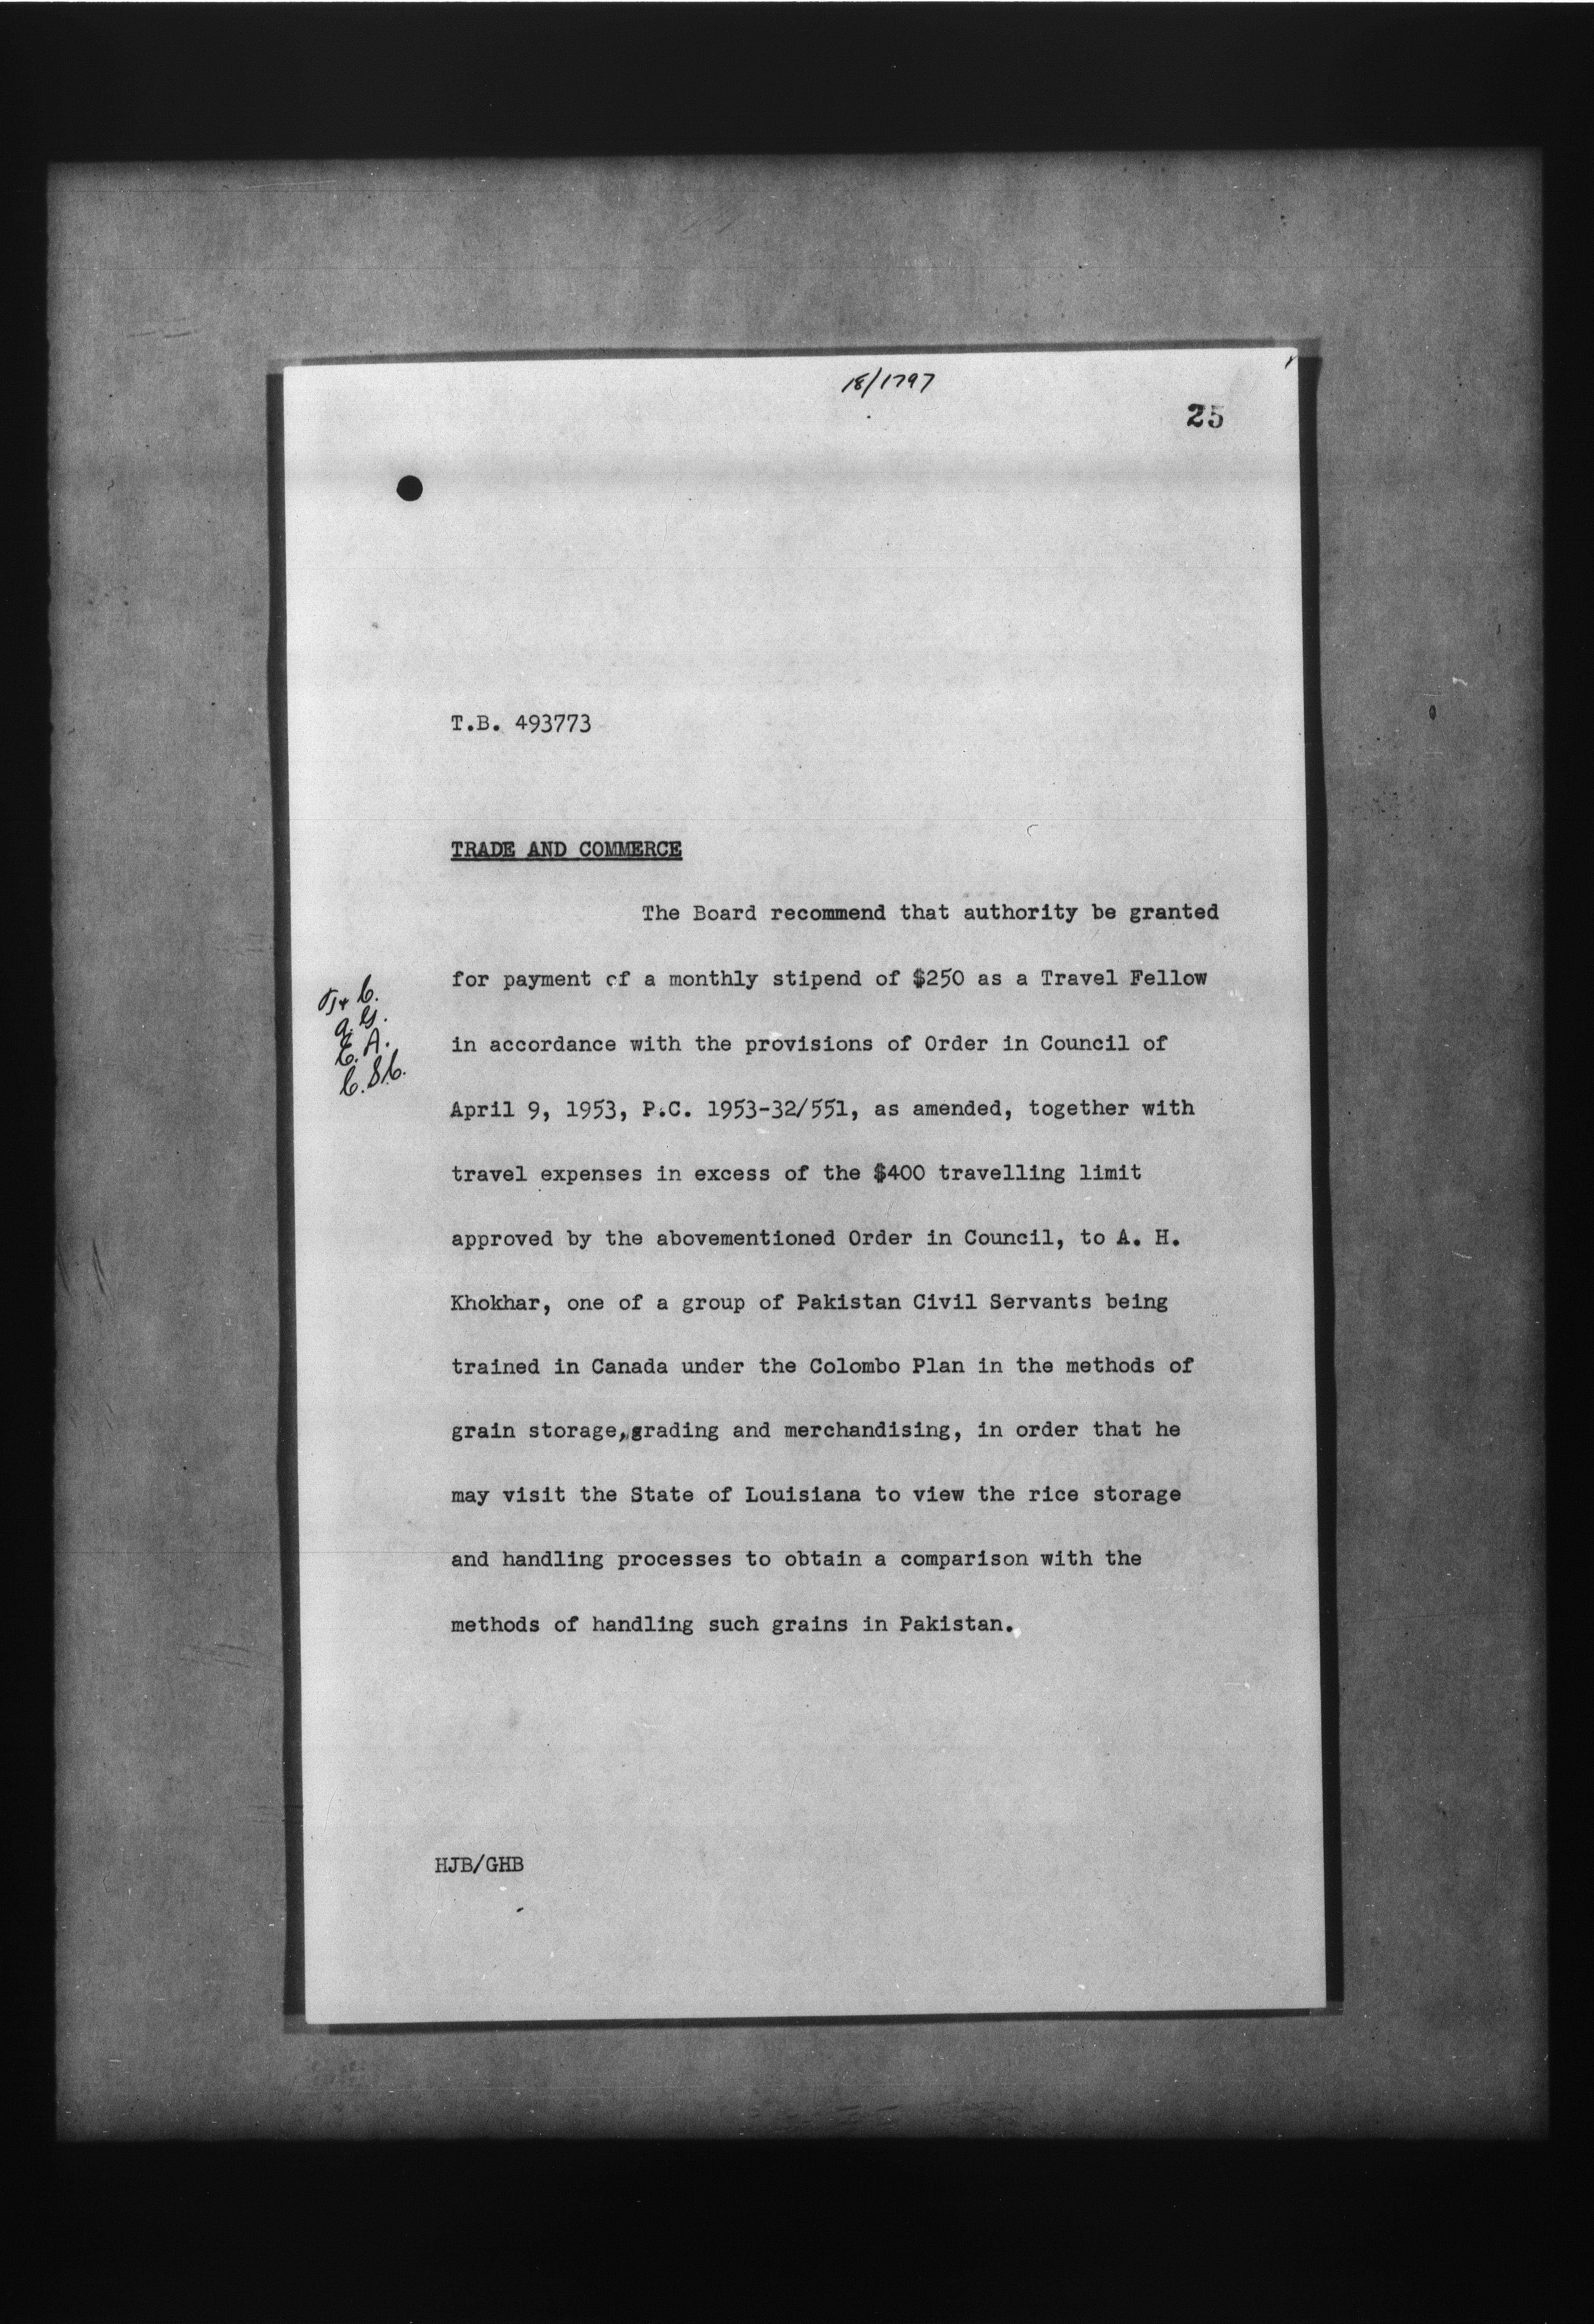 18/1797
25
T.B. 493773
TRADE AND COMMERCE
The Board recommend that authority be granted
for payment of a monthly stipend of $250 as a Travel Fellow
T & C.
A.G.
E.A.
C.S.C.
in accordance with the provisions of Order in Council of
April 9, 1953, P.C. 1953-32/551, as amended, together with
travel expenses in excess of the $400 travelling limit
approved by the abovementioned Order in Council, to A. H.
Khokhar, one of a group of Pakistan Civil Servants being
trained in Canada under the Colombo Plan in the methods of
grain storage, grading and merchandising, in order that he
may visit the State of Louisiana to view the rice storage
and handling processes to obtain a comparison with the
methods of handling such grains in Pakistan.
HJB/GHB